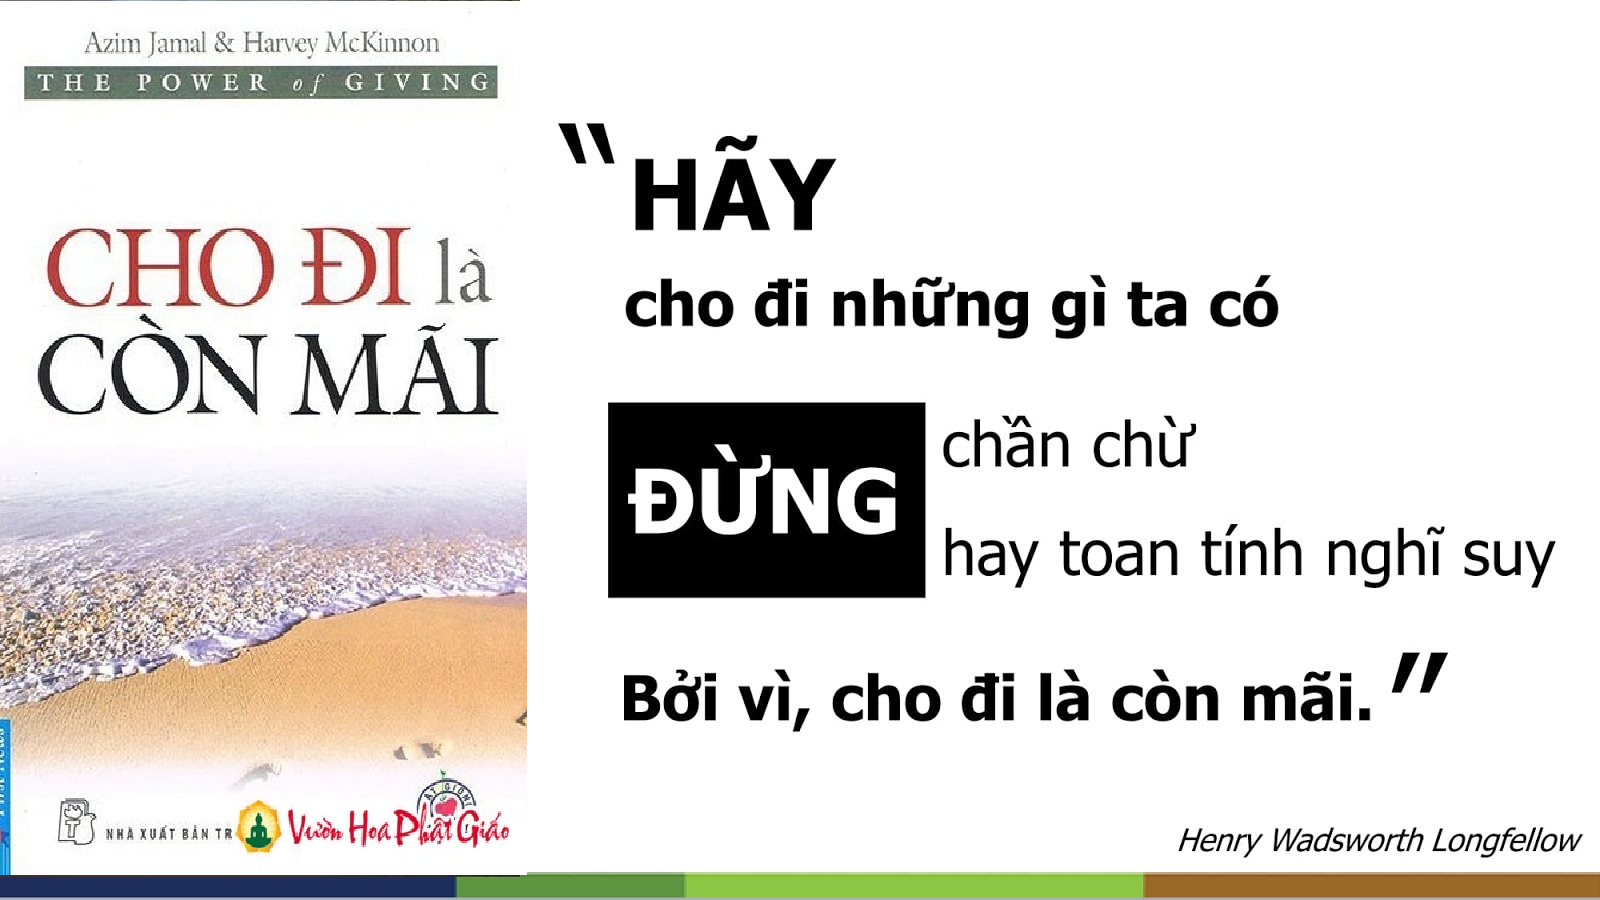 Azim Jamal & Harvey McKinnon
THE POWER of GIVING
CHO ĐI là
CÒN MÃI
NHÀ XUẤT BẢN TR
Vườn Hoa Phật Giáo
“HÃY
cho đi những gì ta có
ĐỪNG
chần chừ
hay toan tính nghĩ suy
Bởi vì, cho đi là còn mãi.”
Henry Wadsworth Longfellow